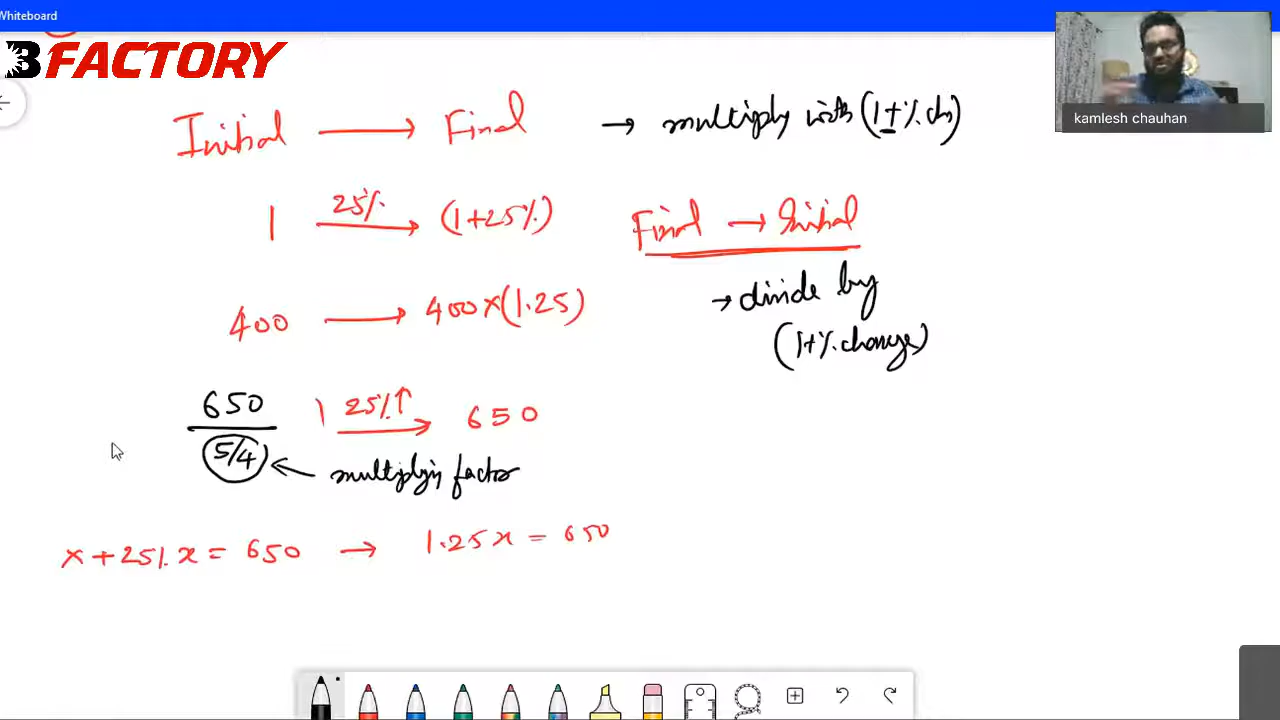 Whiteboard
3FACTORY
kamlesh chauhan
Initial → Final → multiply with (1+% ch)
1 25% → (1+25%)
Final → Initial
400 → 400×(1.25)
→ divide by
(1+% change)
650
5/4
1 25%↑ → 650
← multiplying factor
x+25% x = 650 → 1.25x = 650